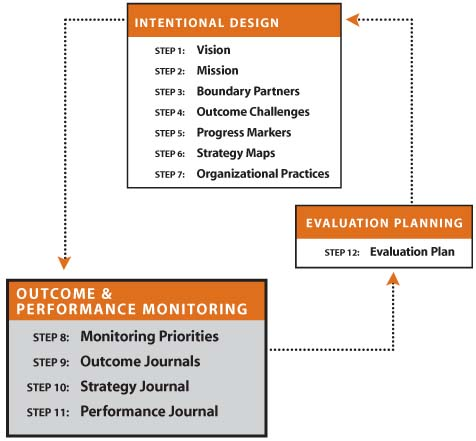 INTENTIONAL DESIGN
STEP 1: Vision
STEP 2: Mission
STEP 3: Boundary Partners
STEP 4: Outcome Challenges
STEP 5: Progress Markers
STEP 6: Strategy Maps
STEP 7: Organizational Practices
EVALUATION PLANNING
STEP 12: Evaluation Plan
OUTCOME &
PERFORMANCE MONITORING
STEP 8: Monitoring Priorities
STEP 9: Outcome Journals
STEP 10: Strategy Journal
STEP 11: Performance Journal